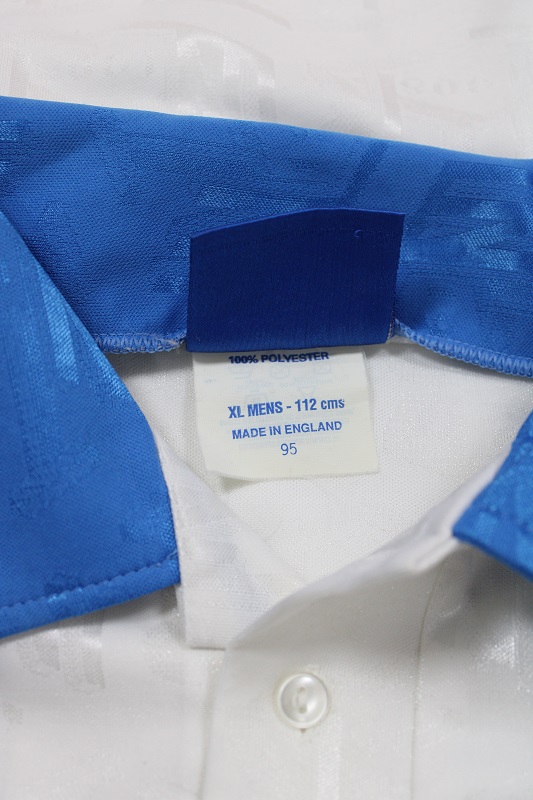 100% POLYESTER
XL MENS - 112 cms
MADE IN ENGLAND
95